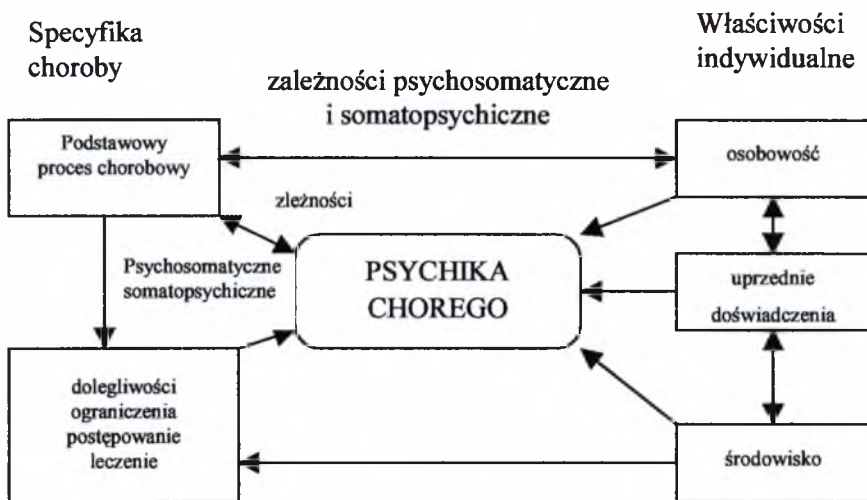 Specyfika
choroby
Właściwości
indywidualne
zależności psychosomatyczne
i somatopsychiczne
Podstawowy
proces chorobowy
osobowość
zleżności
Psychosomatyczne
somatopsychiczne
PSYCHIKA
CHOREGO
uprzednie
doświadczenia
dolegliwości
ograniczenia
postępowanie
leczenie
środowisko